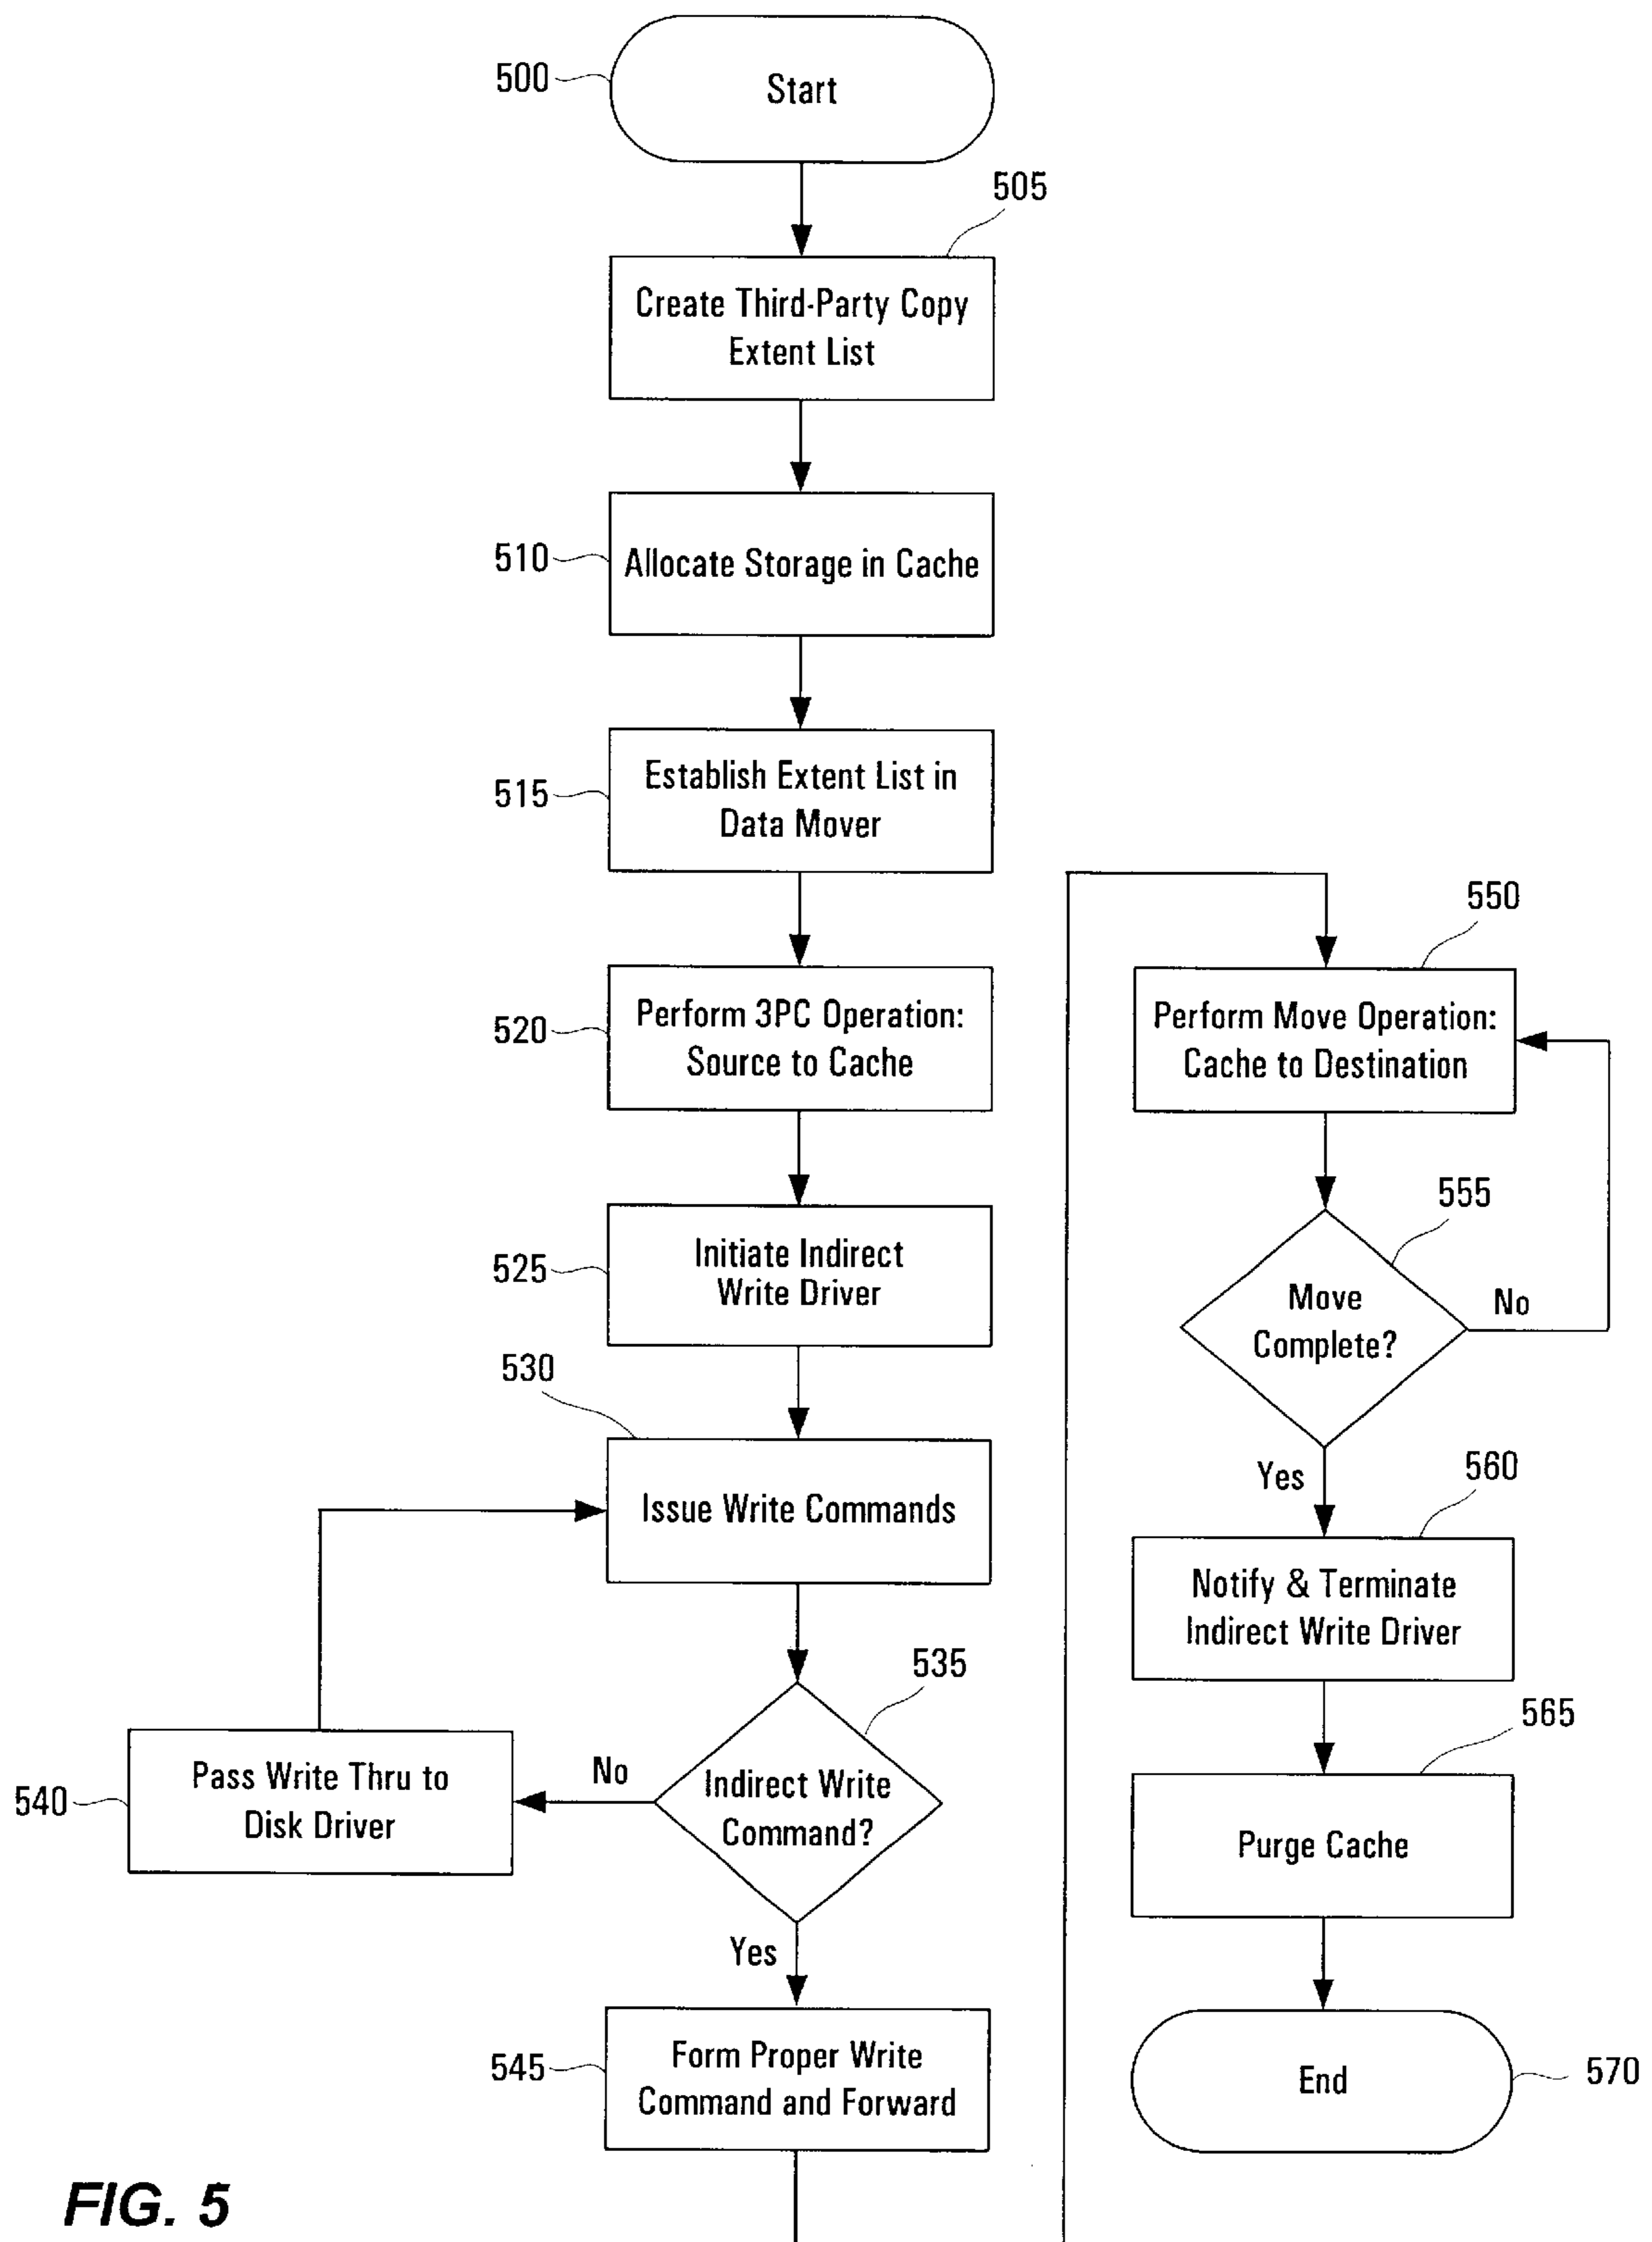 500
Start
505
Create Third-Party Copy
Extent List
510
Allocate Storage in Cache
515
Establish Extent List in
Data Mover
520
Perform 3PC Operation:
Source to Cache
525
Initiate Indirect
Write Driver
530
Issue Write Commands
535
Indirect Write
Command?
No
540
Pass Write Thru to
Disk Driver
Yes
545
Form Proper Write
Command and Forward
550
Perform Move Operation:
Cache to Destination
555
Move
Complete?
No
Yes
560
Notify & Terminate
Indirect Write Driver
565
Purge Cache
End
570
FIG. 5